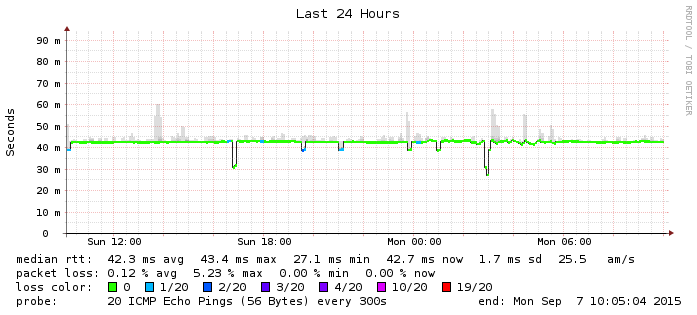 Last 24 Hours
RRDTOOL / TOBI OETIKER
Seconds
90 m
80 m
70 m
60 m
50 m
40 m
30 m
20 m
10 m
0
Sun 12:00 Sun 18:00 Mon 00:00 Mon 06:00
median rtt: 42.3 ms avg 43.4 ms max 27.1 ms min 42.7 ms now 1.7 ms sd 25.5 am/s
packet loss: 0.12 % avg 5.23 % max 0.00 % min 0.00 % now
loss color: 0 1/20 2/20 3/20 4/20 10/20 19/20
probe: 20 ICMP Echo Pings (56 Bytes) every 300s end: Mon Sep 7 10:05:04 2015